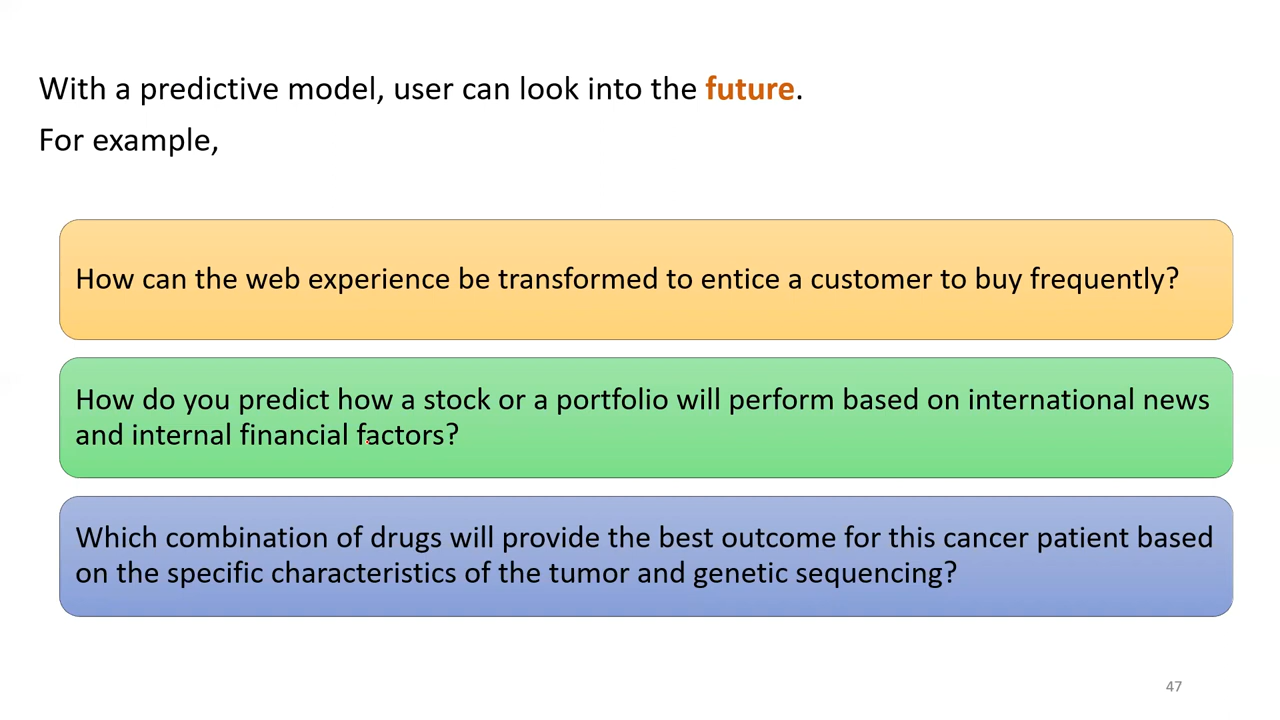 With a predictive model, user can look into the future.
For example,
How can the web experience be transformed to entice a customer to buy frequently?
How do you predict how a stock or a portfolio will perform based on international news
and internal financial factors?
Which combination of drugs will provide the best outcome for this cancer patient based
on the specific characteristics of the tumor and genetic sequencing?
47